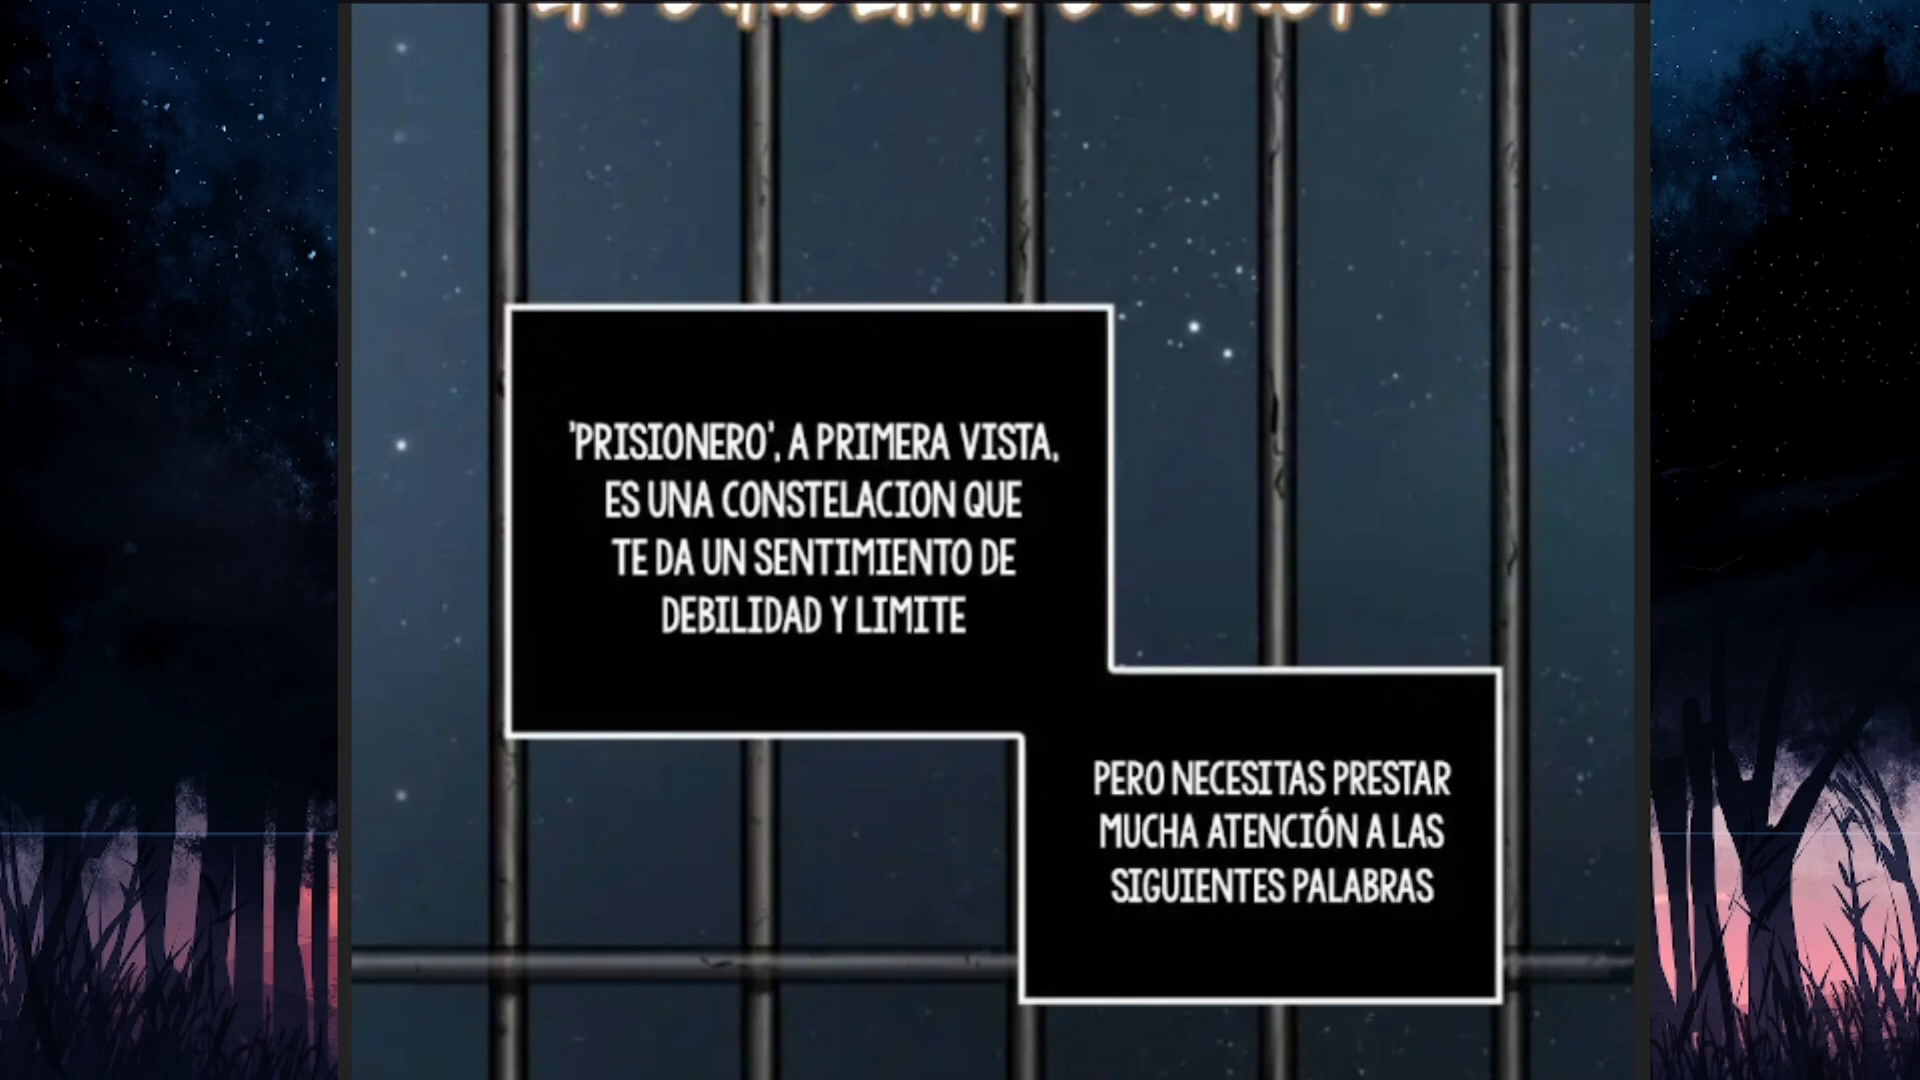 'PRISIONERO', A PRIMERA VISTA,
ES UNA CONSTELACION QUE
TE DA UN SENTIMIENTO DE
DEBILIDAD Y LIMITE
PERO NECESITAS PRESTAR
MUCHA ATENCIÓN A LAS
SIGUIENTES PALABRAS